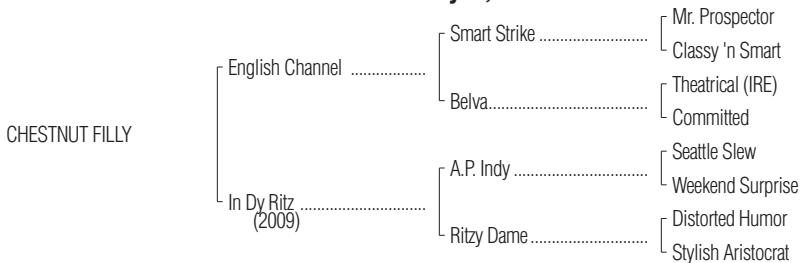 Mr. Prospector
Smart Strike ..........................
Classy 'n Smart
English Channel ..................
Theatrical (IRE)
Belva.......................................
Committed
CHESTNUT FILLY
Seattle Slew
A.P. Indy .................................
Weekend Surprise
In Dy Ritz ..............................
(2009)
Distorted Humor
Ritzy Dame.............................
Stylish Aristocrat